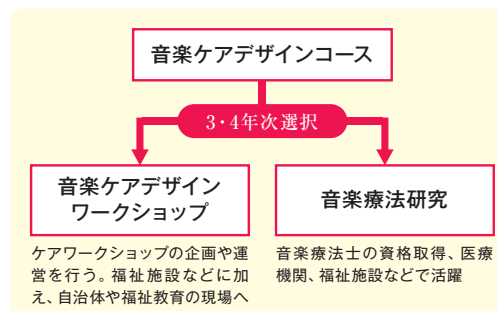 音楽ケアデザインコース
3・4年次選択
音楽ケアデザイン
ワークショップ
ケアワークショップの企画や運
営を行う。福祉施設などに加
え、自治体や福祉教育の現場へ
音楽療法研究
音楽療法士の資格取得、医療
機関、福祉施設などで活躍